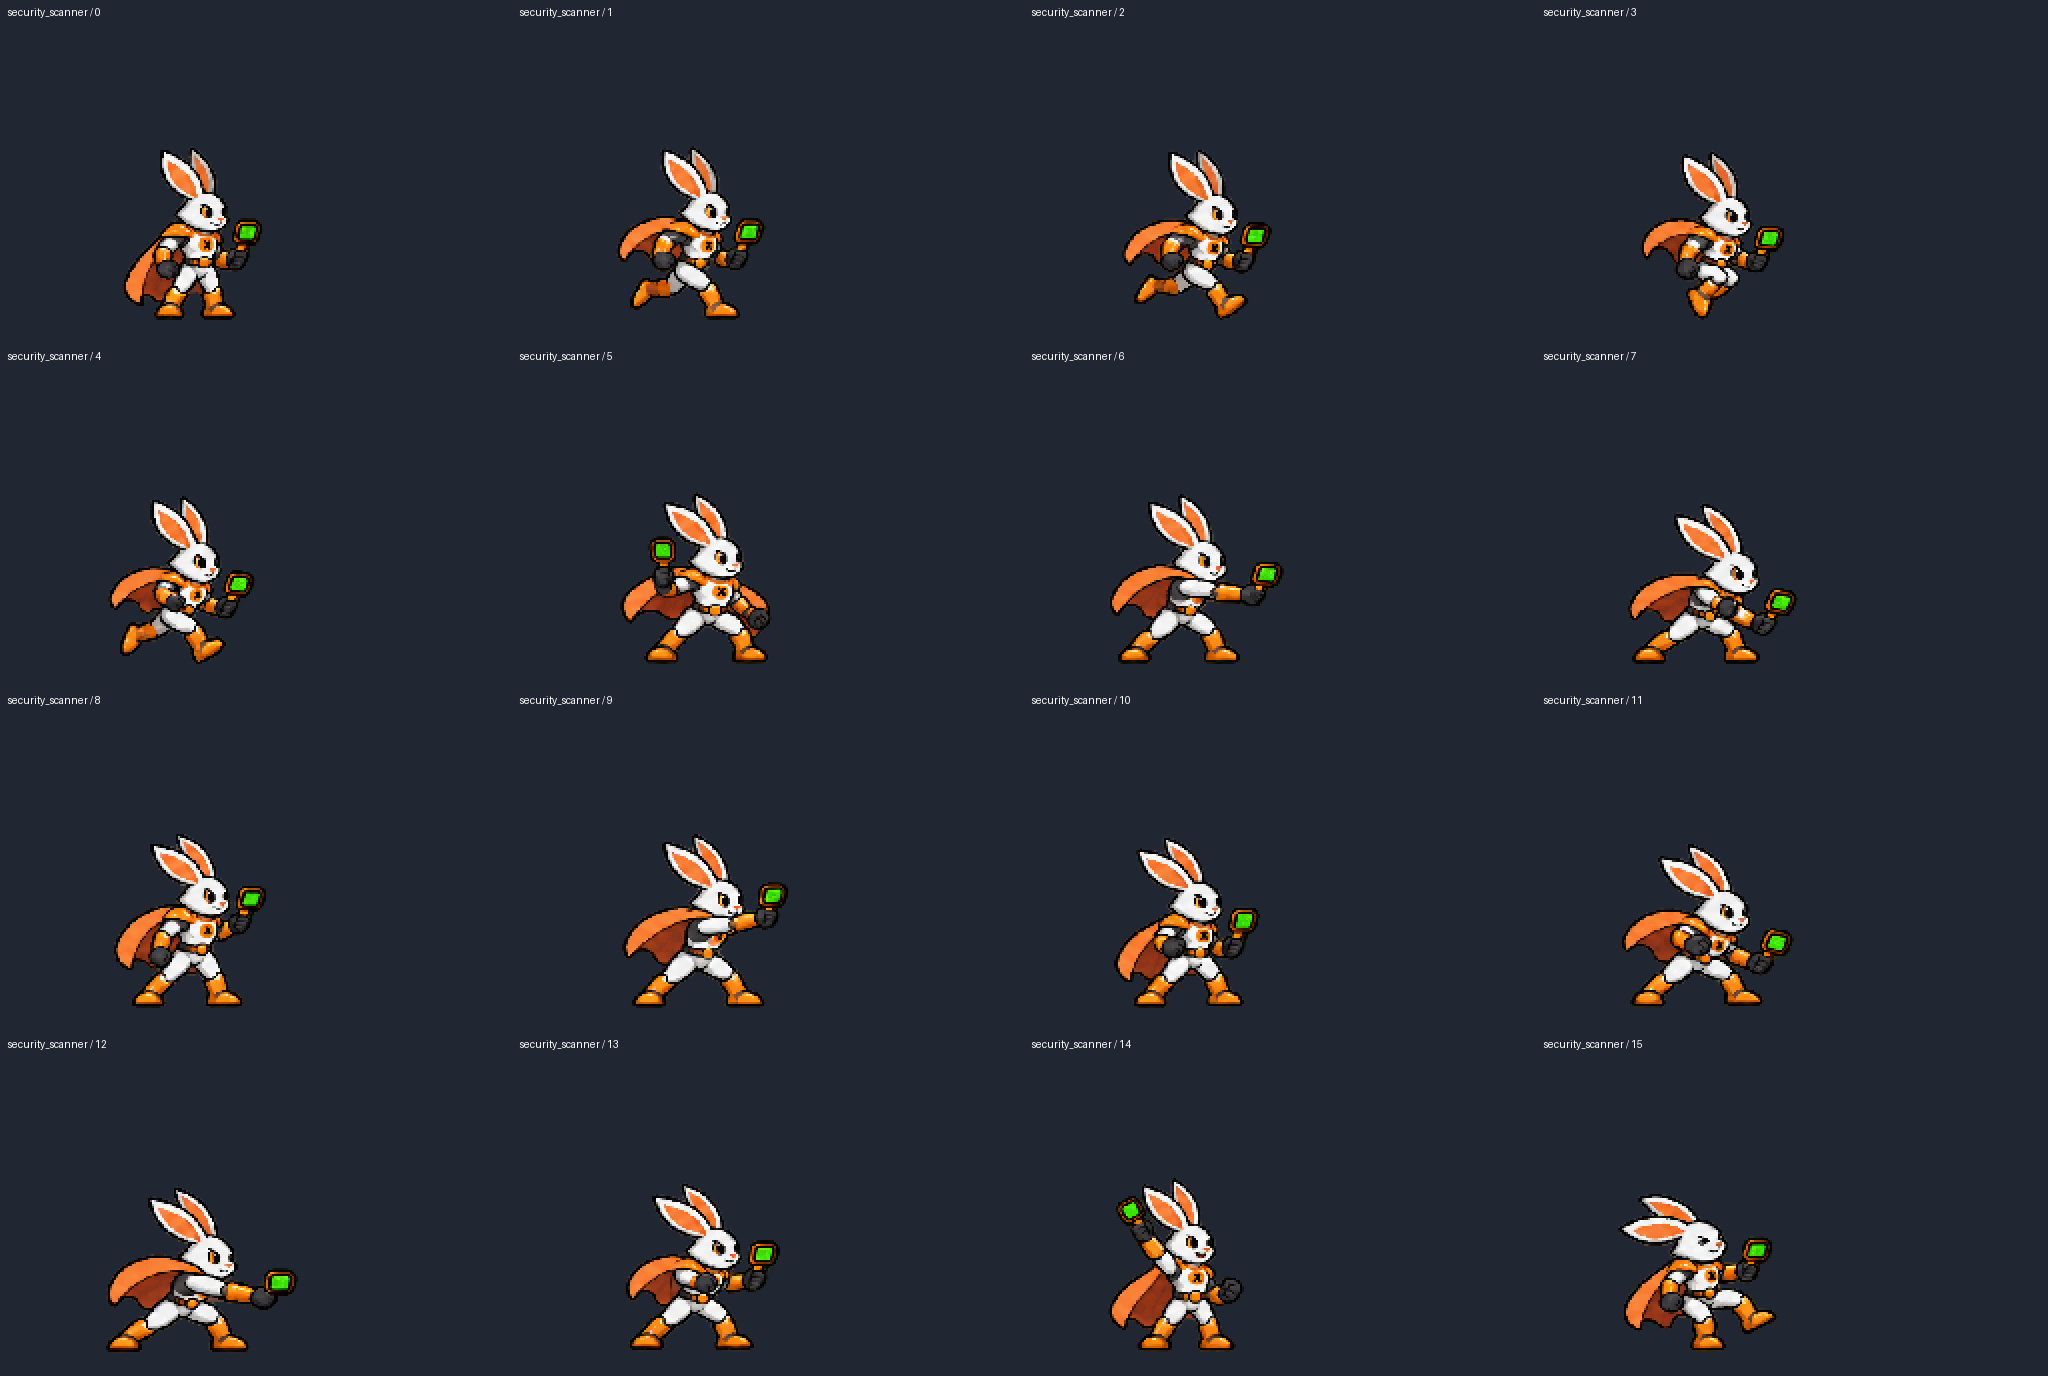 security_scanner / 0
security_scanner / 1
security_scanner / 2
security_scanner / 3
security_scanner / 4
security_scanner / 5
security_scanner / 6
security_scanner / 7
security_scanner / 8
security_scanner / 9
security_scanner / 10
security_scanner / 11
security_scanner / 12
security_scanner / 13
security_scanner / 14
security_scanner / 15